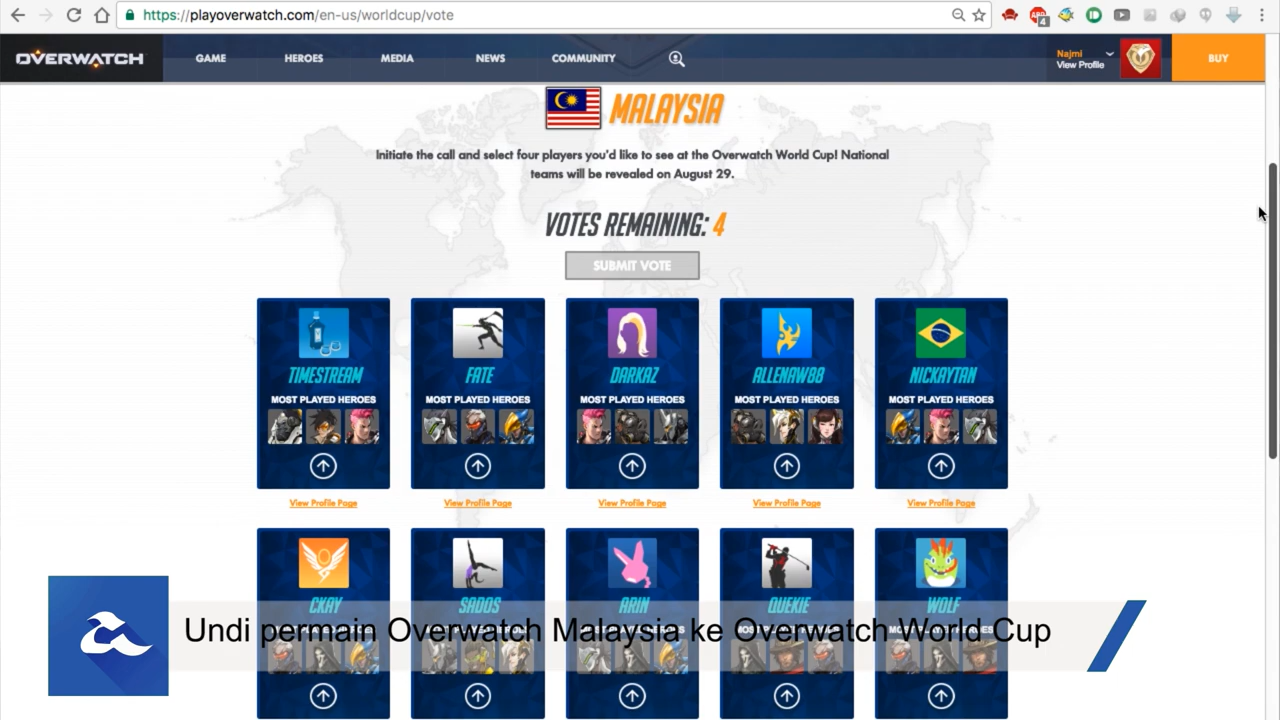 https://playoverwatch.com/en-us/worldcup/vote
4
OVERWATCH
GAME
HEROES
MEDIA
NEWS
COMMUNITY
Najmi
View Profile
BUY
MALAYSIA
Initiate the call and select four players you'd like to see at the Overwatch World Cup! National
teams will be revealed on August 29.
VOTES REMAINING: 4
SUBMIT VOTE
TIMESTREAM
FATE
DARKAZ
ALLENAW88
NICKAYTAN
MOST PLAYED HEROES
MOST PLAYED HEROES
MOST PLAYED HEROES
MOST PLAYED HEROES
MOST PLAYED HEROES
View Profile Page
View Profile Page
View Profile Page
View Profile Page
View Profile Page
CKAY
SADOS
ARIN
QUEKIE
WOLF
Undi permain Overwatch Malaysia ke Overwatch World Cup